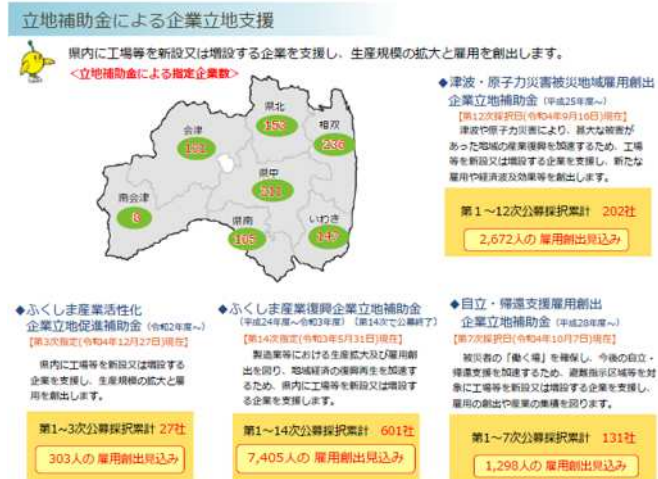 立地補助金による企業立地支援
県内に工場等を新設又は増設する企業を支援し、生産規模の拡大と雇用を創出します。
<立地補助金による指定企業数>
県北
153
相双
236
会津
県中
311
南会津
8
県南
105
いわき
147
◆津波・原子力災害被災地域雇用創出
企業立地補助金（平成25年度～）
【第12次採択日(令和4年9月16日)現在】
津波や原子力災害により、甚大な被害が
あった地域の産業復興を加速するため、工場
等を新設又は増設する企業を支援し、新たな
雇用や経済波及効果等を創出します。
第1～12次公募採択累計 202社
2,672人の 雇用創出見込み
◆ふくしま産業活性化
企業立地促進補助金（令和2年度～）
【第3次指定(令和4年12月27日)現在】
県内に工場等を新設又は増設する
企業を支援し、生産規模の拡大と雇
用を創出します。
第1~3次公募採択累計 27社
303人の 雇用創出見込み
◆ふくしま産業復興企業立地補助金
（平成24年度～令和3年度）（第14次で公募終了）
【第14次指定(令和3年5月31日)現在】
製造業等における生産拡大及び雇用創
出を図り、地域経済の復興再生を加速す
るため、県内に工場等を新設又は増設す
る企業を支援します。
第1～14次公募採択累計 601社
7,405人の 雇用創出見込み
◆自立・帰還支援雇用創出
企業立地補助金（平成28年度～）
【第7次採択日(令和4年10月7日)現在】
被災者の「働く場」を確保し、今後の自立・
帰還支援を加速するため、避難指示区域等を対
象に工場等を新設又は増設する企業を支援し、
雇用の創出や産業の集積を図ります。
第1～7次公募採択累計 131社
1,298人の 雇用創出見込み